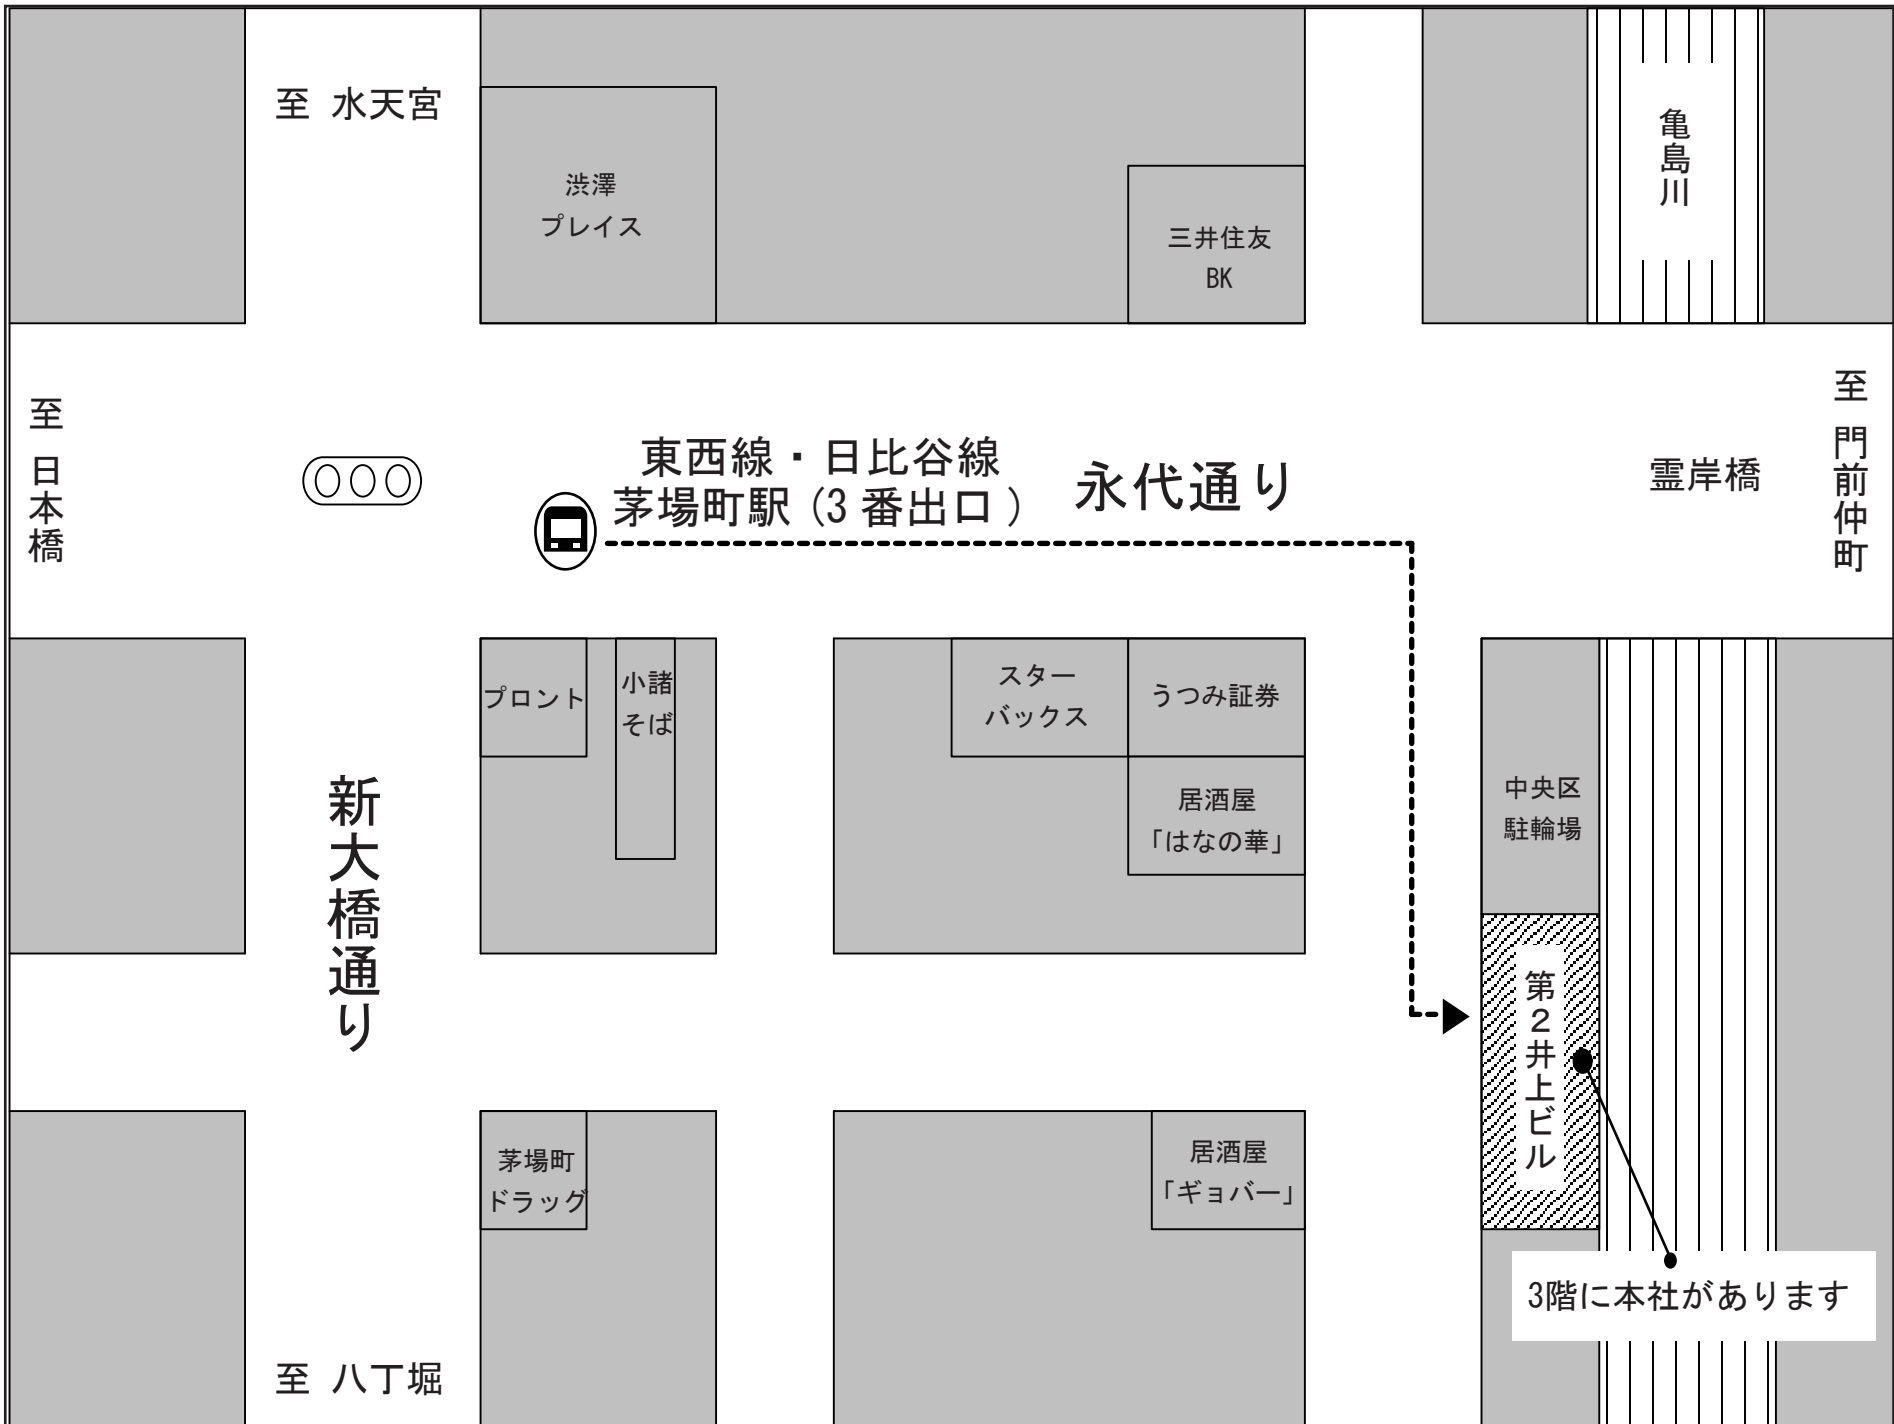 至 水天宮
渋澤
プレイス
三井住友
BK
亀島川
至 日本橋
東西線・日比谷線
茅場町駅(3 番出口 )
永代通り
霊岸橋
至 門前仲町
プロント
小諸
そば
スター
バックス
うつみ証券
居酒屋
「はなの華」
中央区
駐輪場
新大橋通り
第2井上ビル
茅場町
ドラッグ
居酒屋
「ギョバー」
3階に本社があります
至 八丁堀